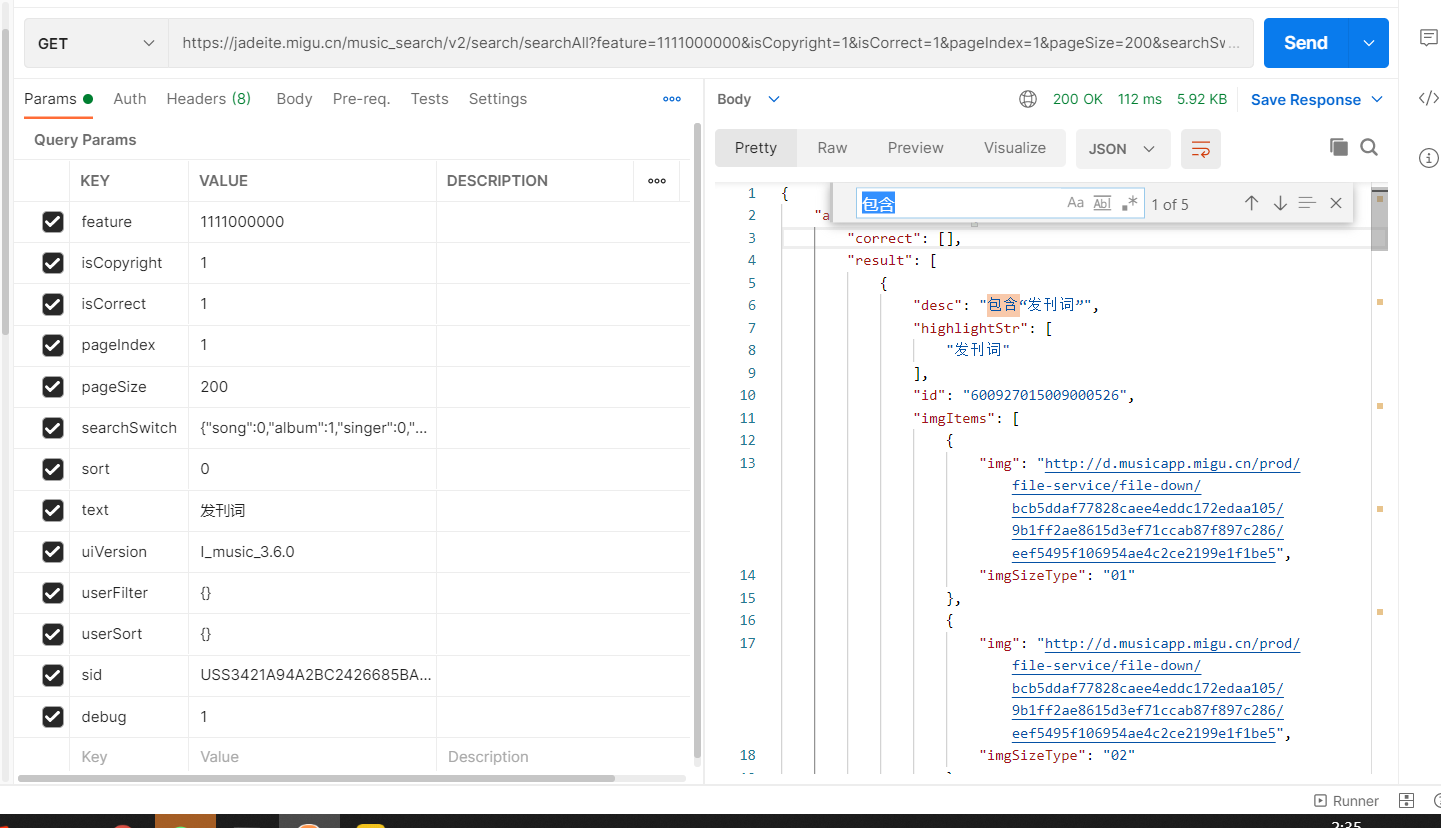 GET
https://jadeite.migu.cn/music_search/v2/search/searchAll?feature=1111000000&isCopyright=1&isCorrect=1&pageIndex=1&pageSize=200&searchSw...
Send
Params
Auth
Headers (8)
Body
Pre-req.
Tests
Settings
Query Params
KEY VALUE DESCRIPTION
feature 1111000000
isCopyright 1
isCorrect 1
pageIndex 1
pageSize 200
searchSwitch {"song":0,"album":1,"singer":0,"...
sort 0
text 发刊词
uiVersion I_music_3.6.0
userFilter {}
userSort {}
sid USS3421A94A2BC2426685BA...
debug 1
Key Value Description
Body
200 OK 112 ms 5.92 KB
Save Response
Pretty Raw Preview Visualize
JSON
包含
Aa Abl .*
1 of 5
1 {
2 "a
3 "correct": [],
4 "result": [
5 {
6 "desc": "包含“发刊词”",
7 "highlightStr": [
8 "发刊词"
9 ],
10 "id": "600927015009000526",
11 "imgItems": [
12 {
13 "img": "http://d.musicapp.migu.cn/prod/
file-service/file-down/
bcb5ddaf77828caee4eddc172edaa105/
9b1ff2ae8615d3ef71ccab87f897c286/
eef5495f106954ae4c2ce2199e1f1be5",
14 "imgSizeType": "01"
15 },
16 {
17 "img": "http://d.musicapp.migu.cn/prod/
file-service/file-down/
bcb5ddaf77828caee4eddc172edaa105/
9b1ff2ae8615d3ef71ccab87f897c286/
eef5495f106954ae4c2ce2199e1f1be5",
18 "imgSizeType": "02"
Runner